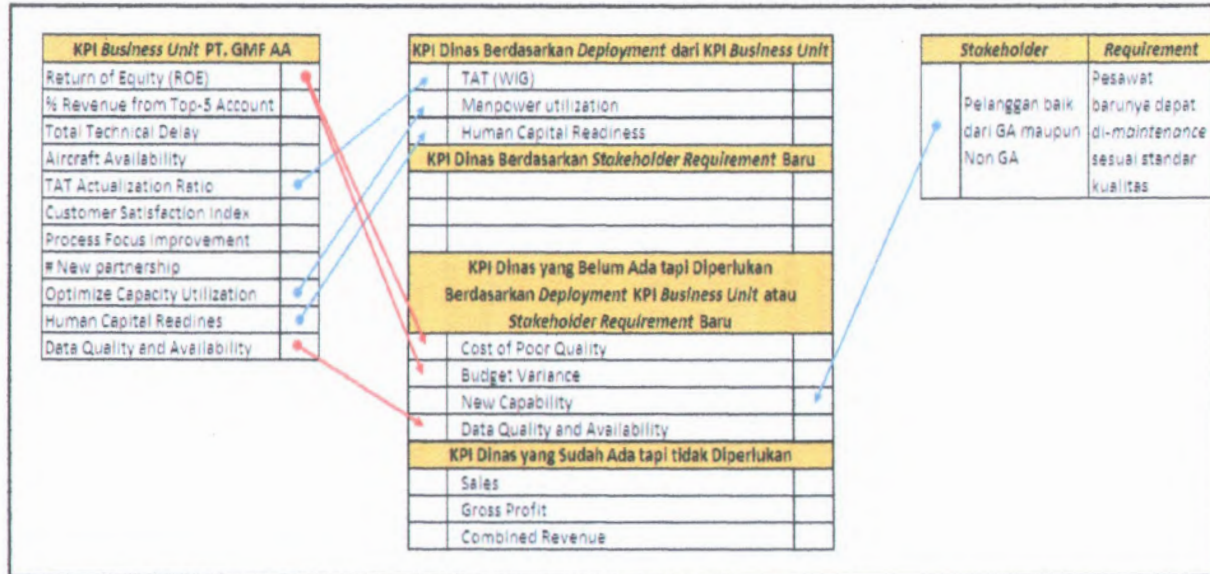 KPI Business Unit PT. GMF AA
Return of Equity (ROE)
% Revenue from Top-5 Account
Total Technical Delay
Aircraft Availability
TAT Actualization Ratio
Customer Satisfaction Index
Process Focus Improvement
# New partnership
Optimize Capacity Utilization
Human Capital Readines
Data Quality and Availability
KPI Dinas Berdasarkan Deployment dari KPI Business Unit
TAT (WIG)
Manpower utilization
Human Capital Readiness
KPI Dinas Berdasarkan Stakeholder Requirement Baru
KPI Dinas yang Belum Ada tapi Diperlukan
Berdasarkan Deployment KPI Business Unit atau
Stakeholder Requirement Baru
Cost of Poor Quality
Budget Variance
New Capability
Data Quality and Availability
KPI Dinas yang Sudah Ada tapi tidak Diperlukan
Sales
Gross Profit
Combined Revenue
Stakeholder
Requirement
Pelanggan baik
dari GA maupun
Non GA
Pesawat
barunya dapat
di-maintenance
sesuai standar
kualitas